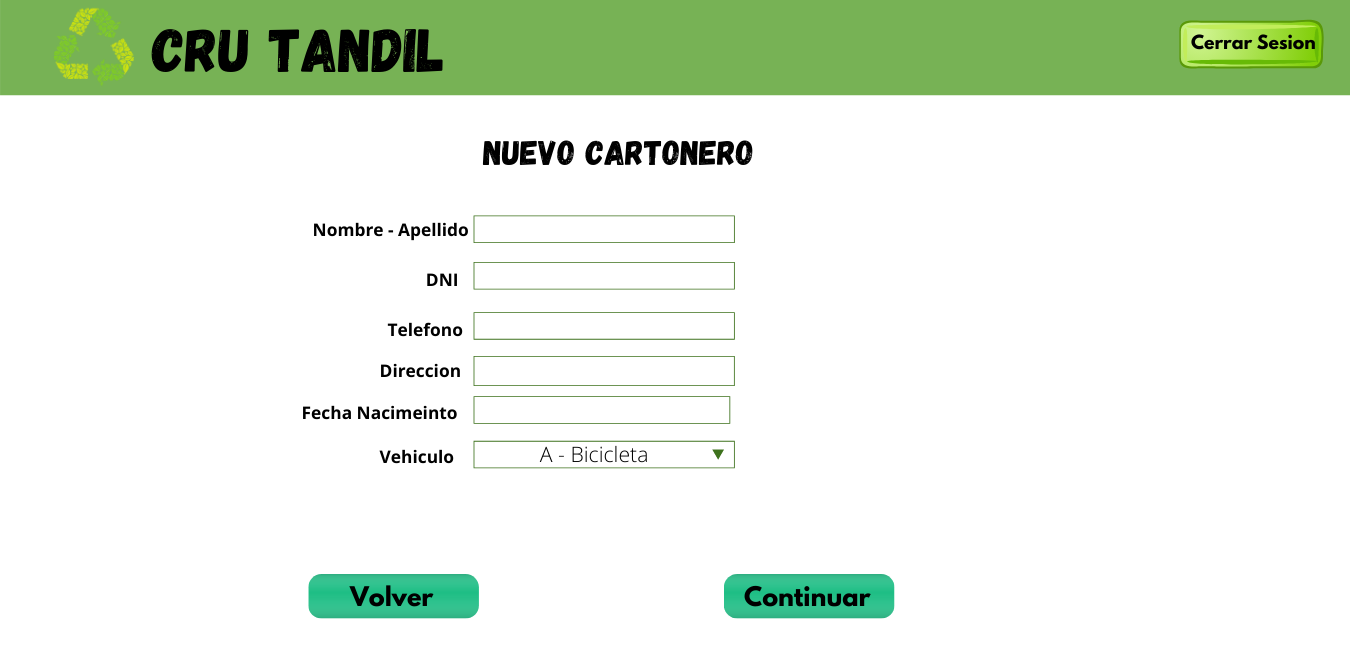 CRU TANDIL
Cerrar Sesion
NUEVO CARTONERO
Nombre - Apellido
DNI
Telefono
Direccion
Fecha Nacimeinto
Vehiculo
A - Bicicleta
Volver
Continuar